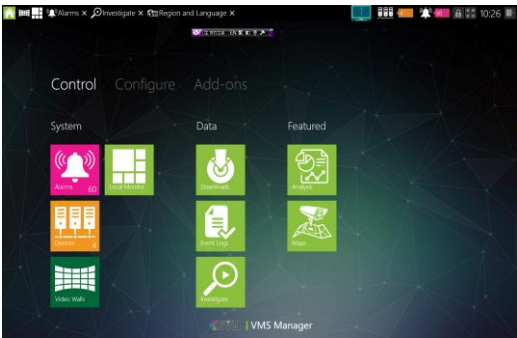 Alarms × Investigate × Region and Language × 10:26
Control Configure Add-ons
System Data Featured
Alarms 60 Local Monitor Downloads Analysis
Devices 4 Event Logs Maps
Video Walls Investigate
VMS Manager